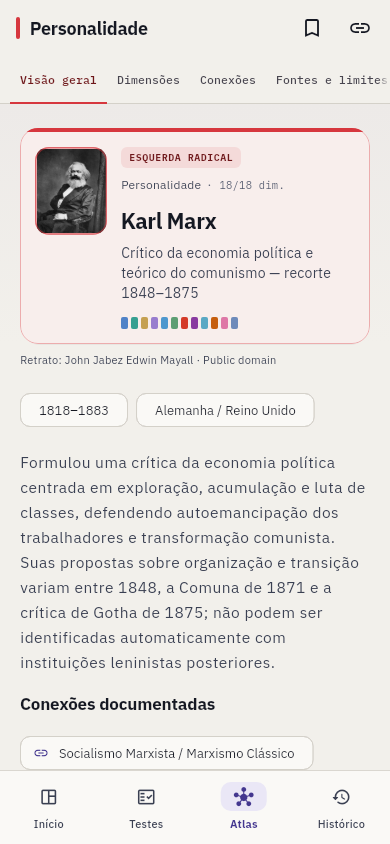 Personalidade
Visão geral
Dimensões
Conexões
Fontes e limites
ESQUERDA RADICAL
Personalidade · 18/18 dim.
Karl Marx
Crítico da economia política e
teórico do comunismo — recorte
1848–1875
Retrato: John Jabez Edwin Mayall · Public domain
1818–1883
Alemanha / Reino Unido
Formulou uma crítica da economia política
centrada em exploração, acumulação e luta de
classes, defendendo autoemancipação dos
trabalhadores e transformação comunista.
Suas propostas sobre organização e transição
variam entre 1848, a Comuna de 1871 e a
crítica de Gotha de 1875; não podem ser
identificadas automaticamente com
instituições leninistas posteriores.
Conexões documentadas
Socialismo Marxista / Marxismo Clássico
Início
Testes
Atlas
Histórico